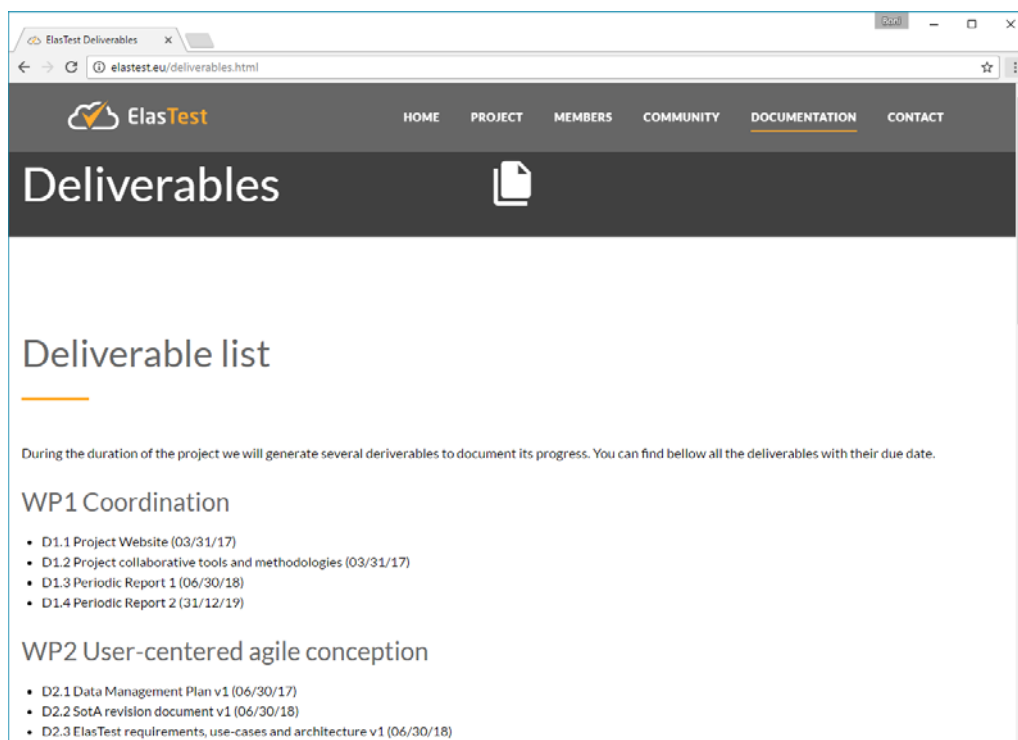 Boni
ElasTest Deliverables
elastest.eu/deliverables.html
ElasTest
HOME PROJECT MEMBERS COMMUNITY DOCUMENTATION CONTACT
Deliverables
Deliverable list
During the duration of the project we will generate several deriverables to document its progress. You can find bellow all the deliverables with their due date.
WP1 Coordination
• D1.1 Project Website (03/31/17)
• D1.2 Project collaborative tools and methodologies (03/31/17)
• D1.3 Periodic Report 1 (06/30/18)
• D1.4 Periodic Report 2 (31/12/19)
WP2 User-centered agile conception
• D2.1 Data Management Plan v1 (06/30/17)
• D2.2 SotA revision document v1 (06/30/18)
• D2.3 ElasTest requirements, use-cases and architecture v1 (06/30/18)